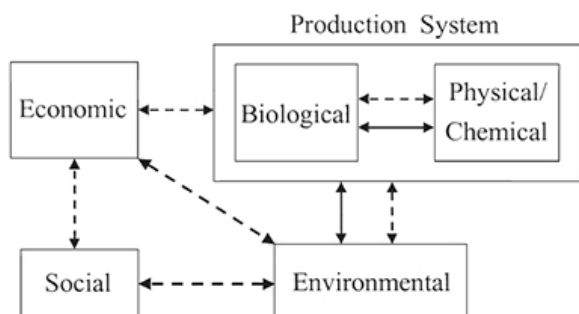 Production System
Economic
Biological
Physical/
Chemical
Social
Environmental